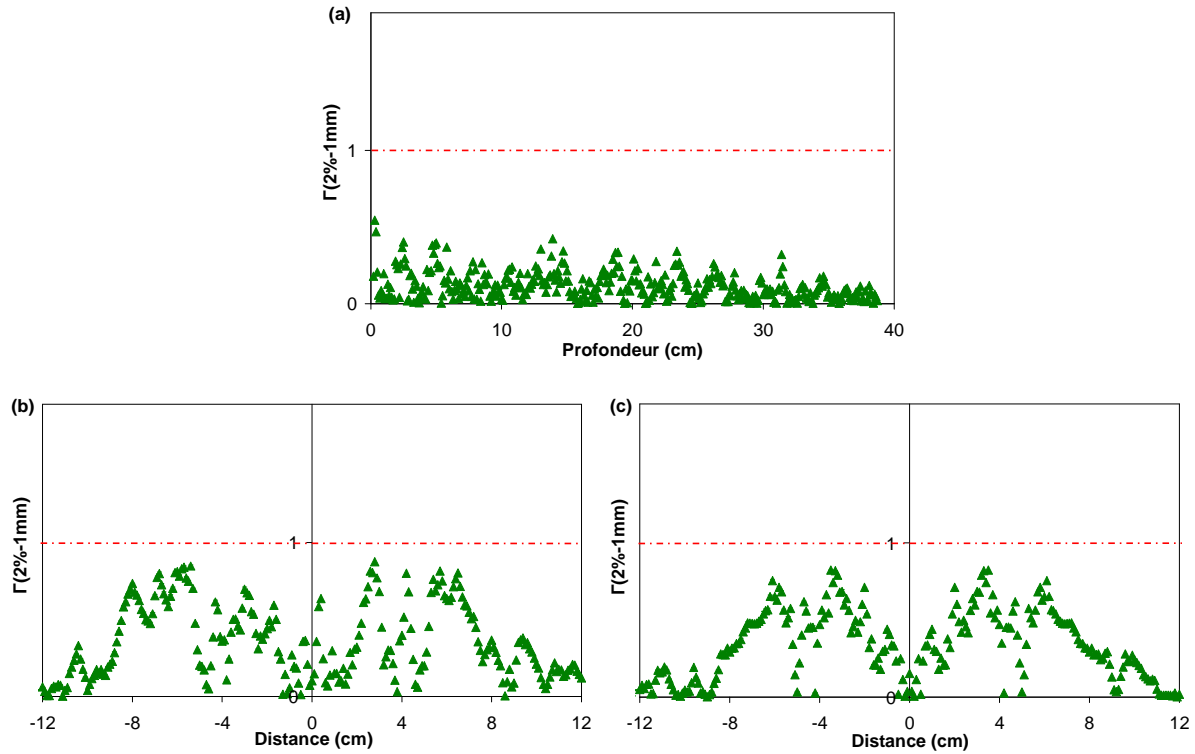 (a)
Γ(2%-1mm)
1
0
0 10 20 30 40
Profondeur (cm)
(b)
Γ(2%-1mm)
1
0
-12 -8 -4 0 4 8 12
Distance (cm)
(c)
Γ(2%-1mm)
1
0
-12 -8 -4 0 4 8 12
Distance (cm)